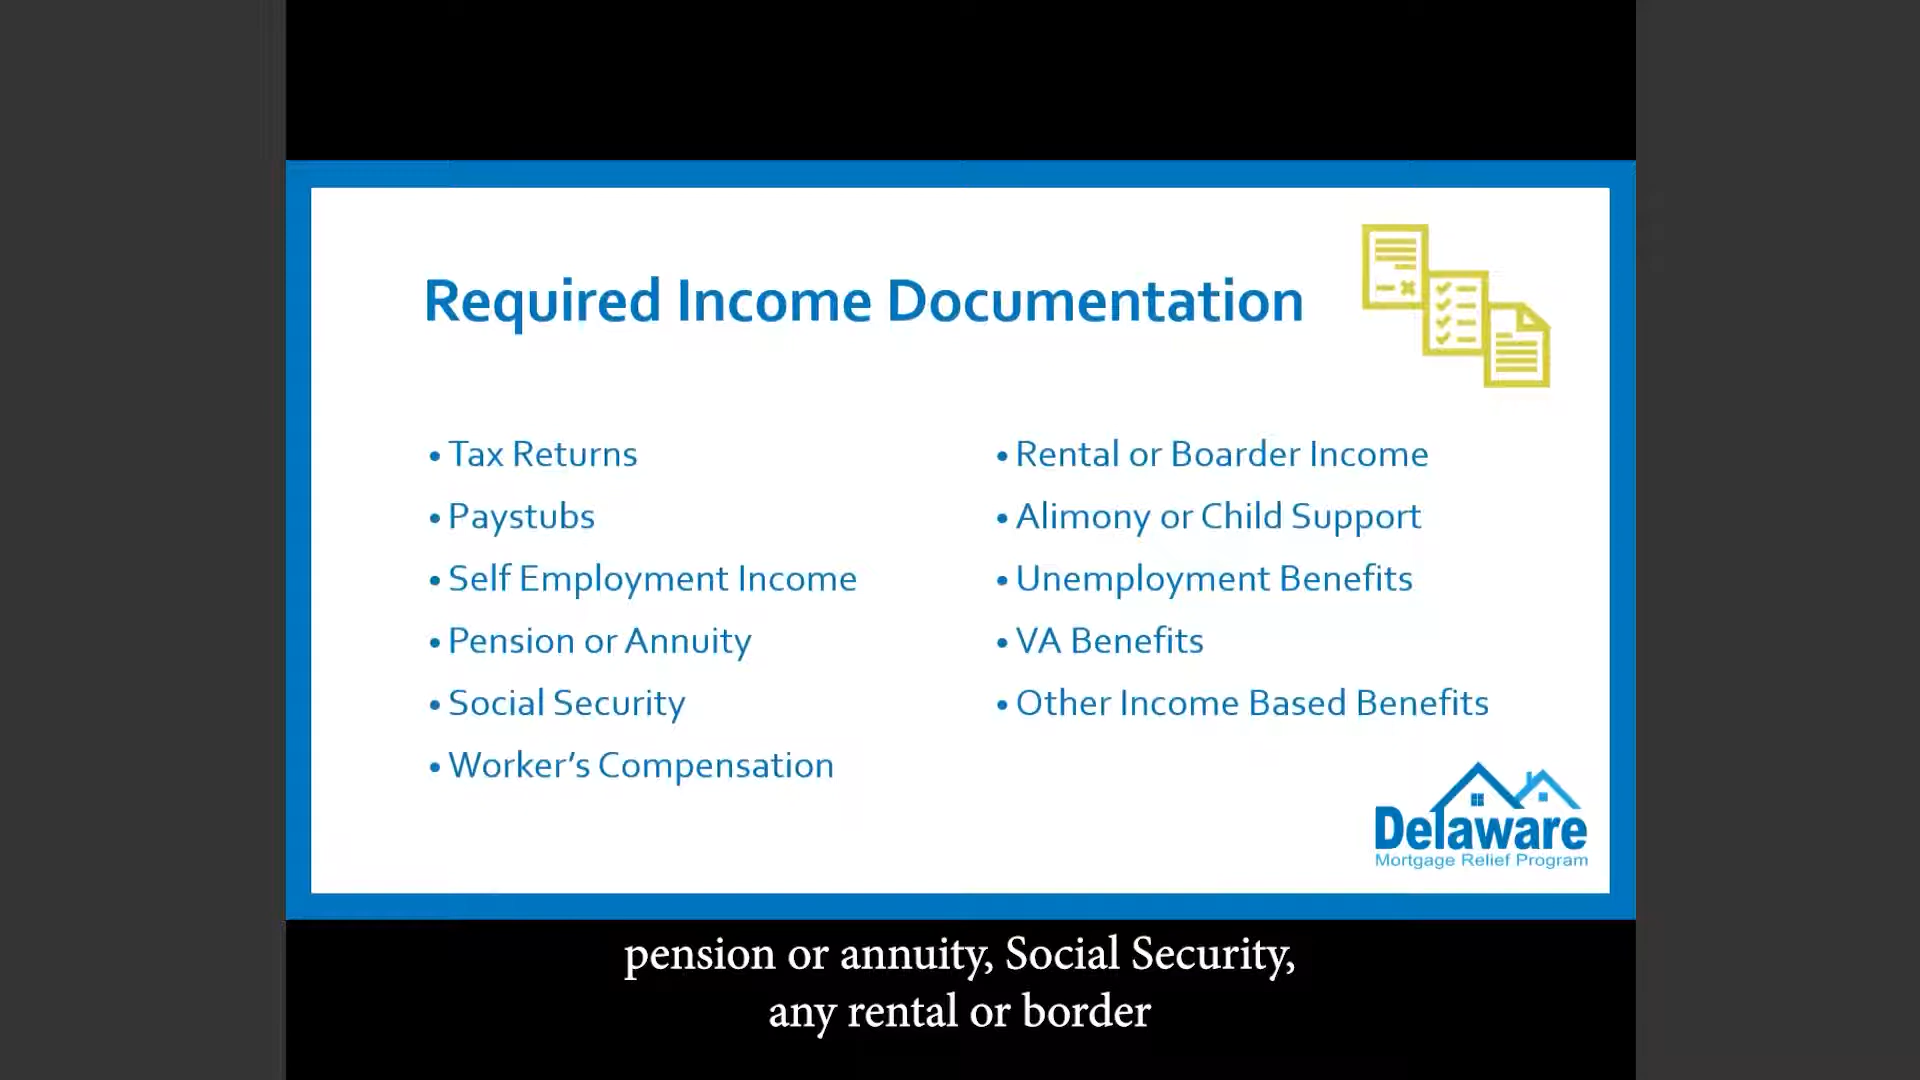 Required Income Documentation
• Tax Returns
• Paystubs
• Self Employment Income
• Pension or Annuity
• Social Security
• Worker’s Compensation
• Rental or Boarder Income
• Alimony or Child Support
• Unemployment Benefits
• VA Benefits
• Other Income Based Benefits
Delaware
Mortgage Relief Program
pension or annuity, Social Security,
any rental or border